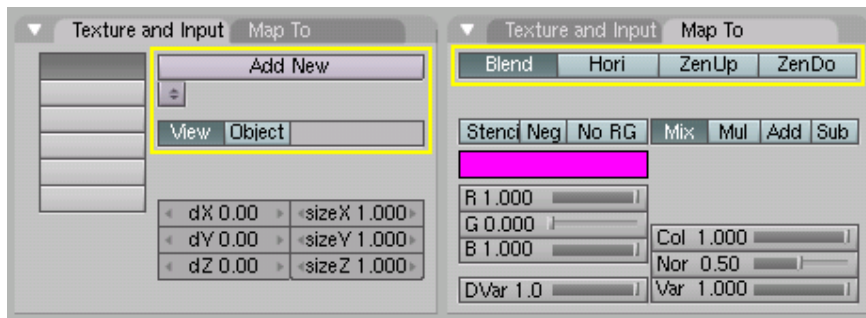 Texture and Input Map To
Add New
View Object
dX 0.00 sizeX 1.000
dY 0.00 sizeY 1.000
dZ 0.00 sizeZ 1.000
Texture and Input Map To
Blend Hori ZenUp ZenDo
Stenci Neg No RG Mix Mul Add Sub
R 1.000
G 0.000
B 1.000
Col 1.000
Nor 0.50
DVar 1.0 Var 1.000